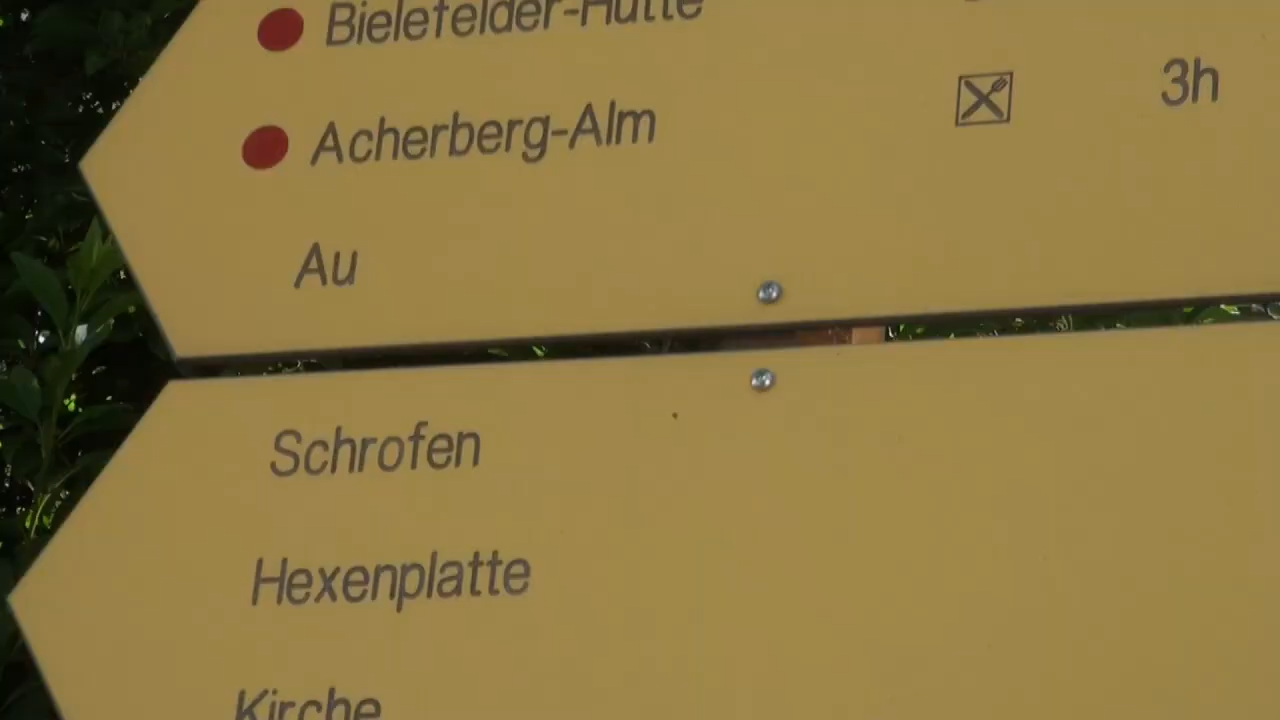 Bielefelder-Hütte
Acherberg-Alm 3h
Au
Schrofen
Hexenplatte
Kirche